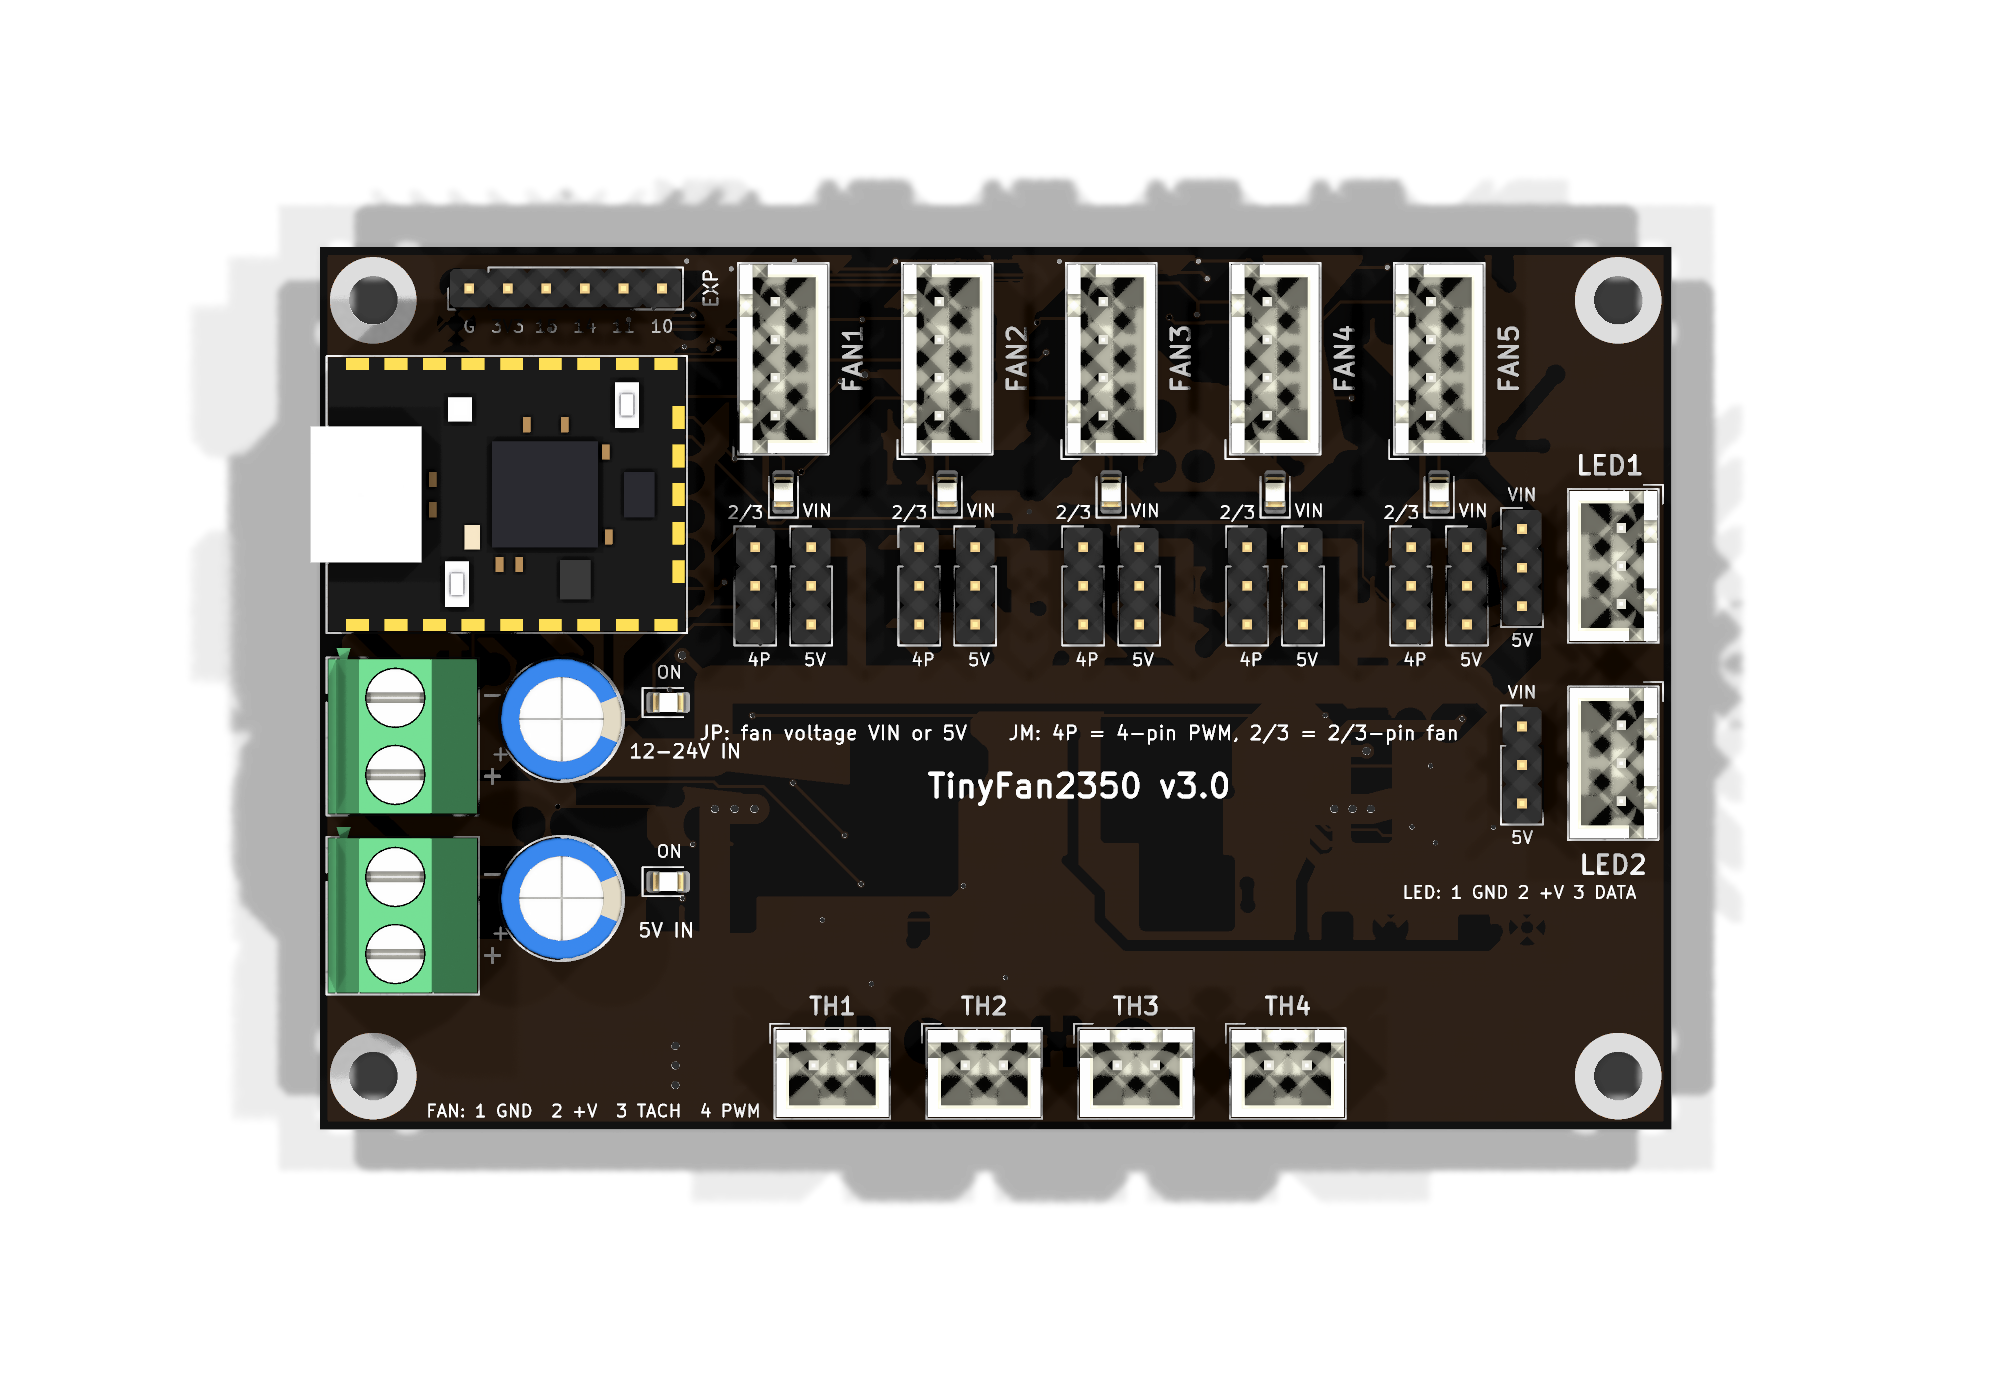 EXP
G 3 3 10
FAN1
FAN2
FAN3
FAN4
FAN5
LED1
2/3 VIN
2/3 VIN
2/3 VIN
2/3 VIN
2/3 VIN
VIN
4P 5V
4P 5V
4P 5V
4P 5V
4P 5V
5V
ON
12-24V IN
JP: fan voltage VIN or 5V
JM: 4P = 4-pin PWM, 2/3 = 2/3-pin fan
TinyFan2350 v3.0
VIN
5V
LED2
LED: 1 GND 2 +V 3 DATA
ON
5V IN
TH1
TH2
TH3
TH4
FAN: 1 GND 2 +V 3 TACH 4 PWM